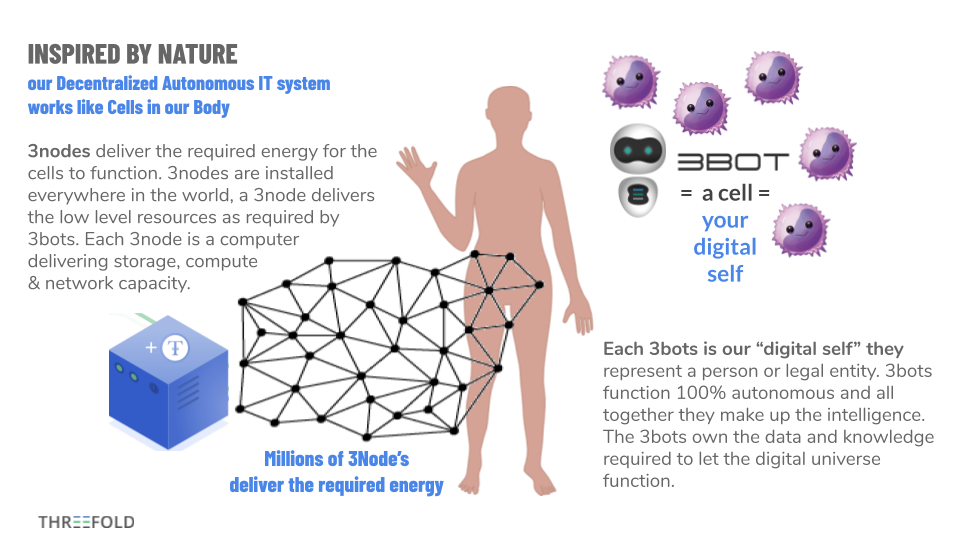 INSPIRED BY NATURE
our Decentralized Autonomous IT system
works like Cells in our Body
3nodes deliver the required energy for the
cells to function. 3nodes are installed
everywhere in the world, a 3node delivers
the low level resources as required by
3bots. Each 3node is a computer
delivering storage, compute
& network capacity.
+ T
Millions of 3Node's
deliver the required energy
3BOT
= a cell =
your
digital
self
Each 3bots is our “digital self” they
represent a person or legal entity. 3bots
function 100% autonomous and all
together they make up the intelligence.
The 3bots own the data and knowledge
required to let the digital universe
function.
THREEFOLD